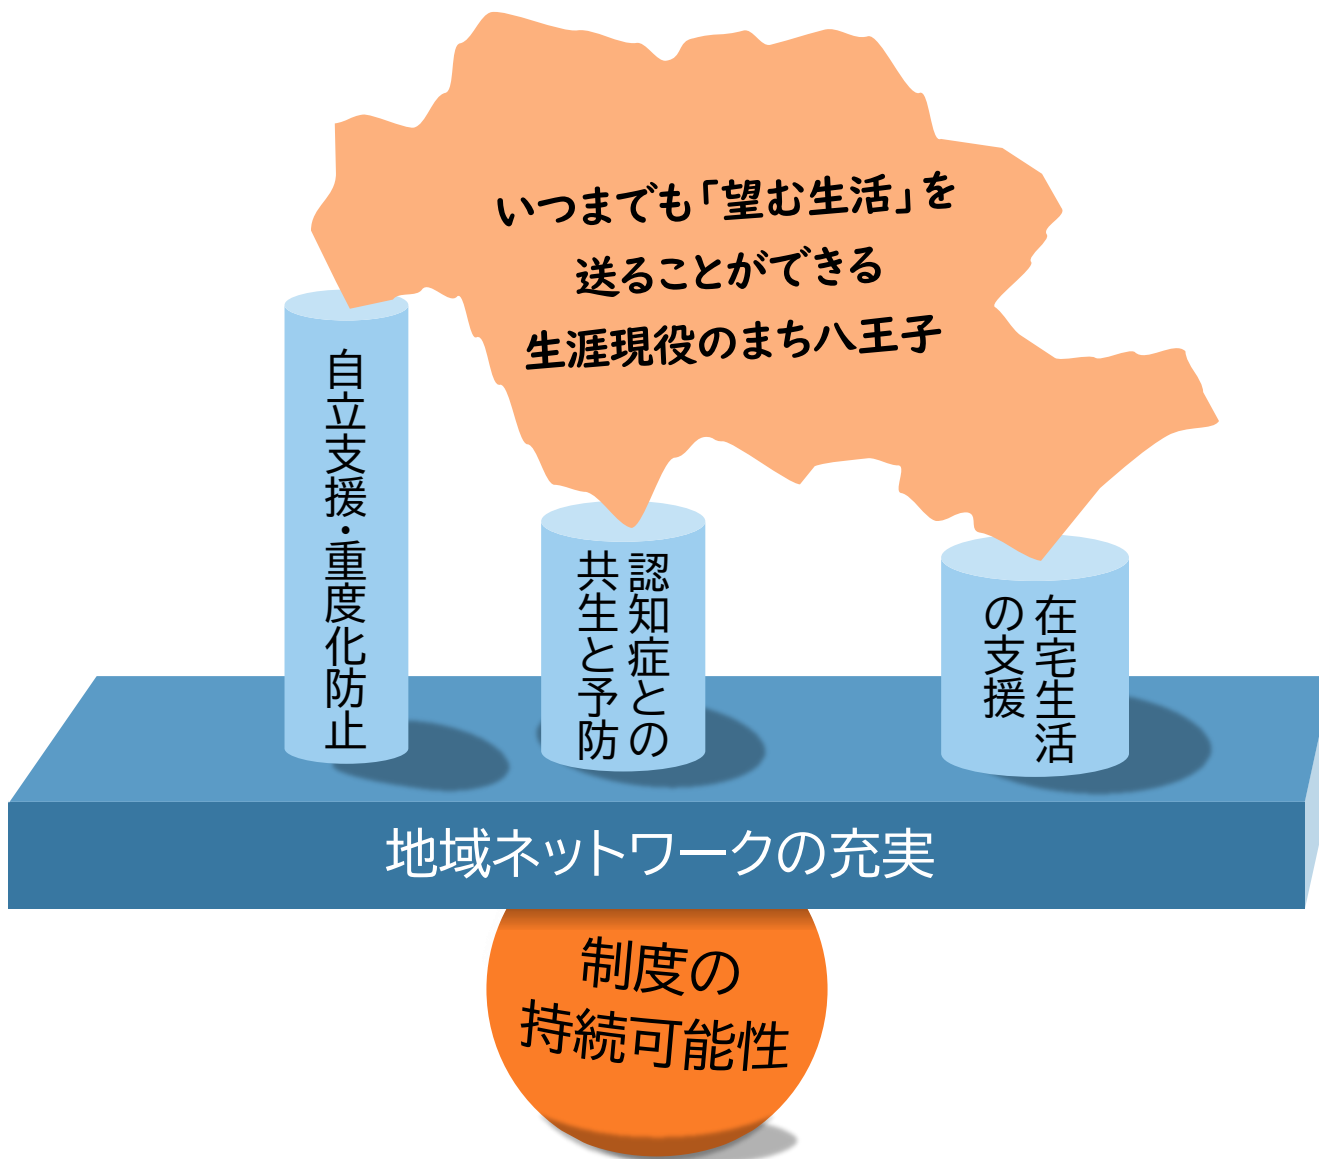 いつまでも「望む生活」を
送ることができる
生涯現役のまち八王子
自立支援・重度化防止
認知症との
共生と予防
在宅生活
の支援
地域ネットワークの充実
制度の
持続可能性